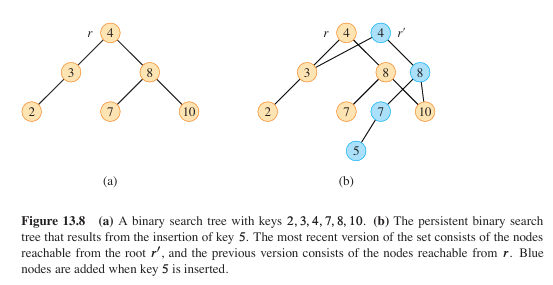 r 4
3 8
2 7 10
(a)
r 4 4 r′
3 8 8
2 7 7 10
5
(b)
Figure 13.8 (a) A binary search tree with keys 2, 3, 4, 7, 8, 10. (b) The persistent binary search
tree that results from the insertion of key 5. The most recent version of the set consists of the nodes
reachable from the root r′, and the previous version consists of the nodes reachable from r. Blue
nodes are added when key 5 is inserted.